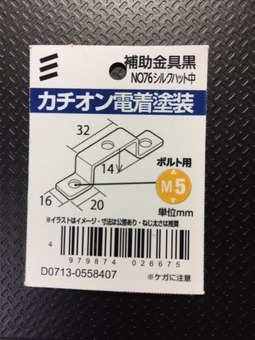 補助金具黒
NO76シルクハット中
カチオン電着塗装
32
14
ボルト用
M5
16
20
単位mm
※イラストはイメージ・寸法は公差あり・ねじ太さは推奨
4 979874 026675
D0713-0558407
※ケガに注意